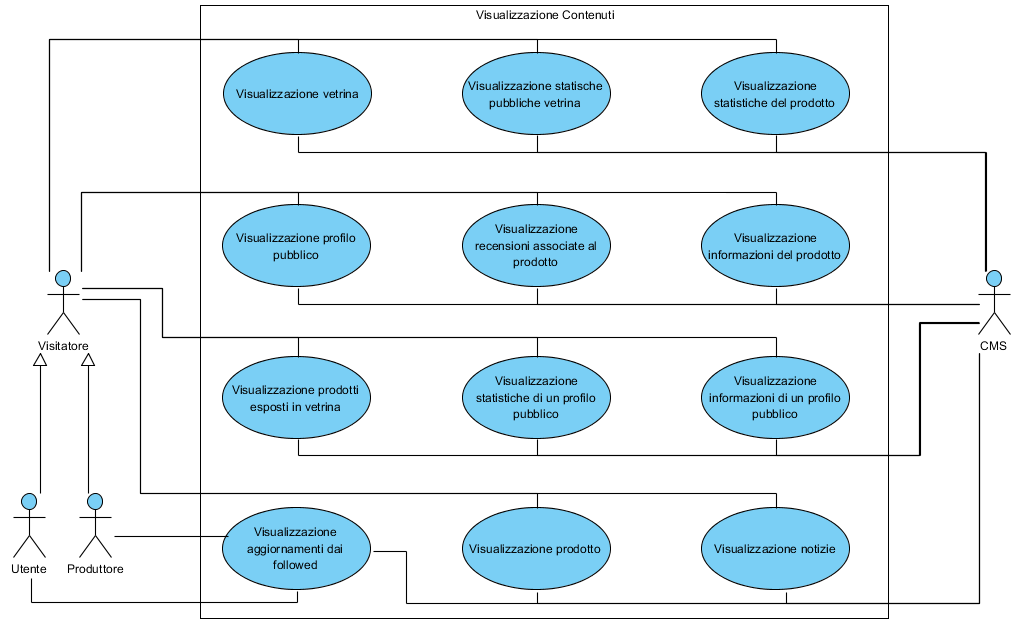 Visualizzazione Contenuti
Visualizzazione vetrina
Visualizzazione statische
pubbliche vetrina
Visualizzazione
statistiche del prodotto
Visualizzazione profilo
pubblico
Visualizzazione
recensioni associate al
prodotto
Visualizzazione
informazioni del prodotto
Visitatore
CMS
Visualizzazione prodotti
esposti in vetrina
Visualizzazione
statistiche di un profilo
pubblico
Visualizzazione
informazioni di un profilo
pubblico
Utente
Produttore
Visualizzazione
aggiornamenti dai
followed
Visualizzazione prodotto
Visualizzazione notizie